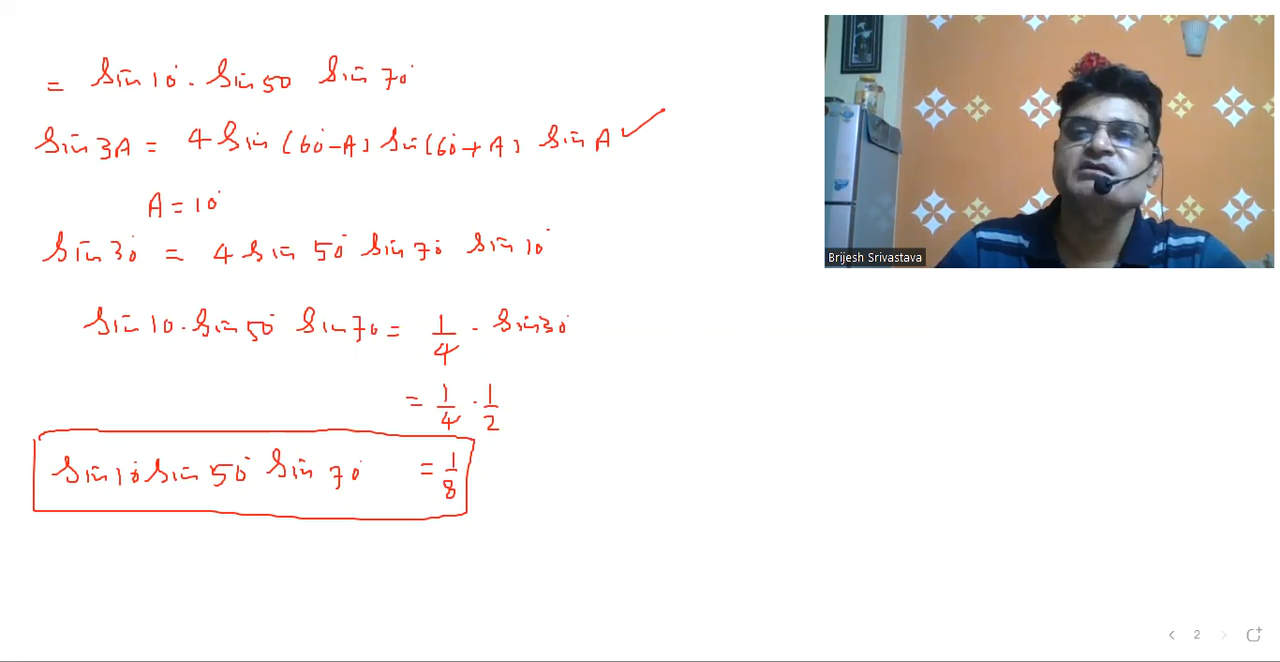 = Sin 10° · Sin 50 Sin 70°
Sin 3A = 4 Sin (60°-A) Sin (60°+A) Sin A ✓
A = 10°
Sin 30° = 4 Sin 50° Sin 70° Sin 10°
Sin 10 · Sin 50° Sin 70 = 1/4 · Sin 30°
= 1/4 · 1/2
Sin 10° Sin 50° Sin 70° = 1/8
Brijesh Srivastava
2